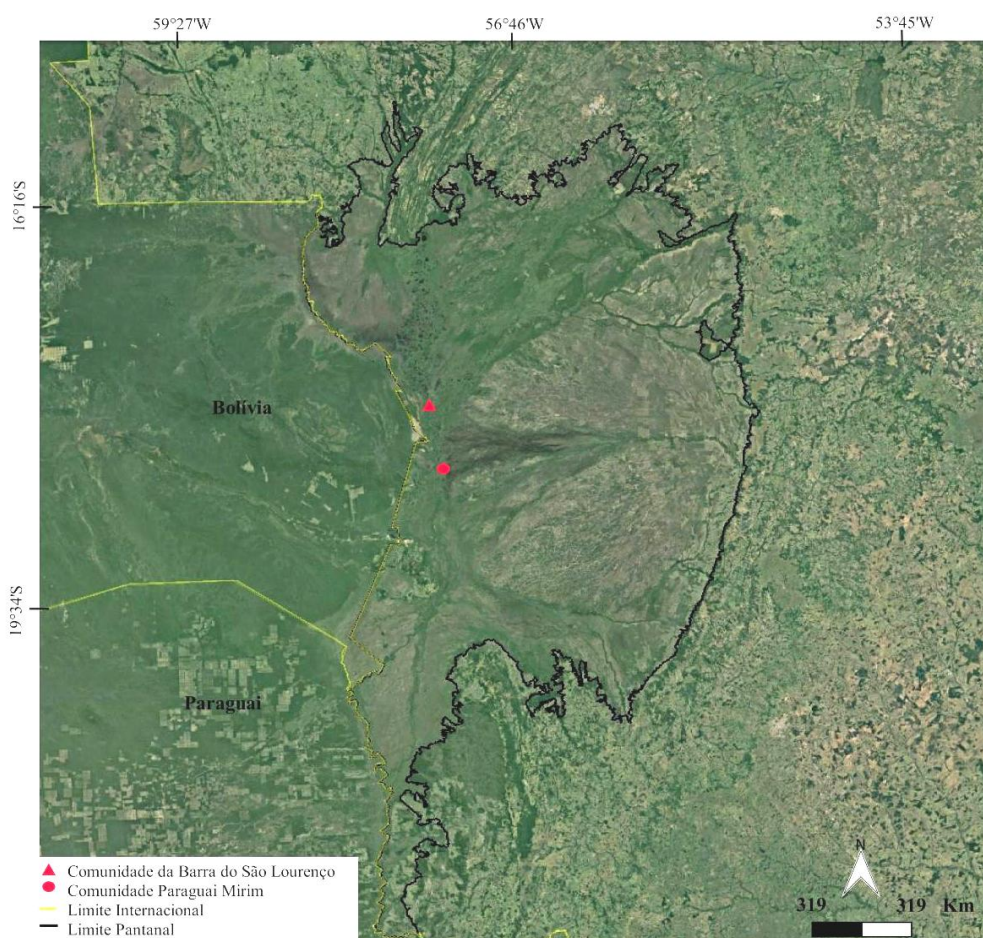 59°27'W
56°46'W
53°45'W
16°16'S
Bolívia
19°34'S
Paraguai
Comunidade da Barra do São Lourenço
Comunidade Paraguai Mirim
Limite Internacional
Limite Pantanal
N
319 319 Km